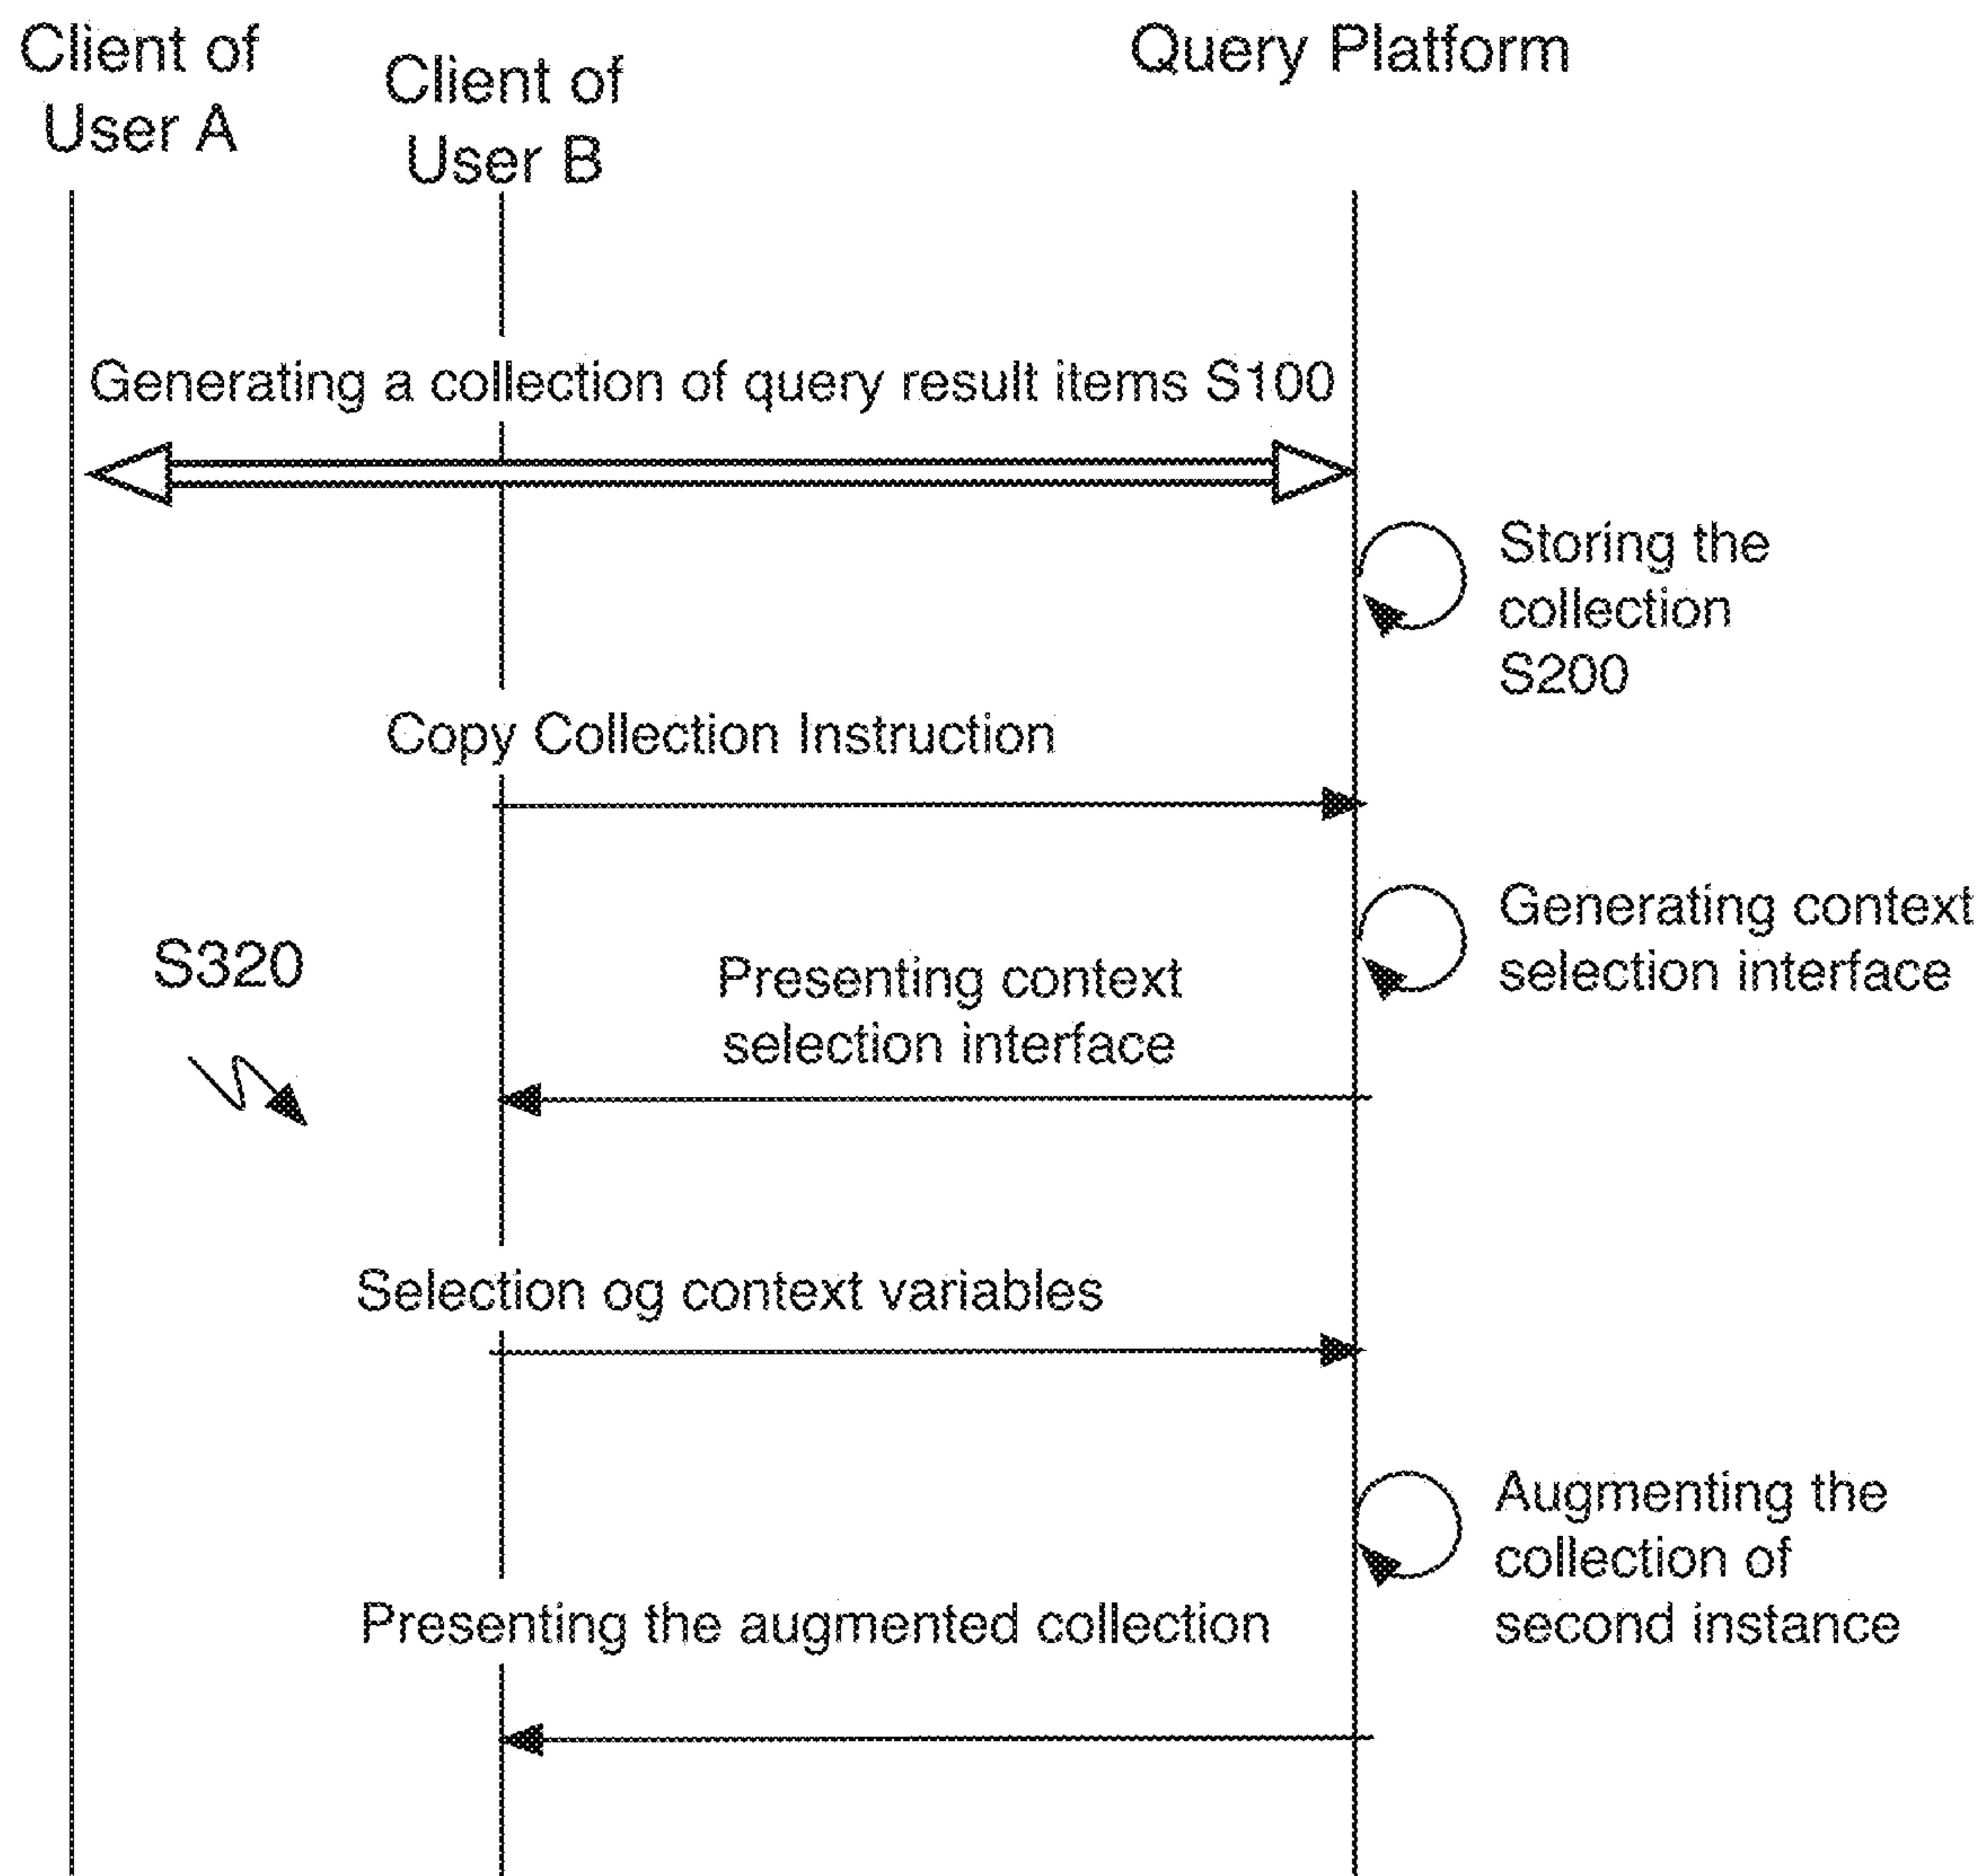 Client of
User A
Client of
User B
Query Platform
Generating a collection of query result items S100
Storing the
collection
S200
Copy Collection Instruction
Generating context
selection interface
S320
Presenting context
selection interface
Selection og context variables
Augmenting the
collection of
second instance
Presenting the augmented collection